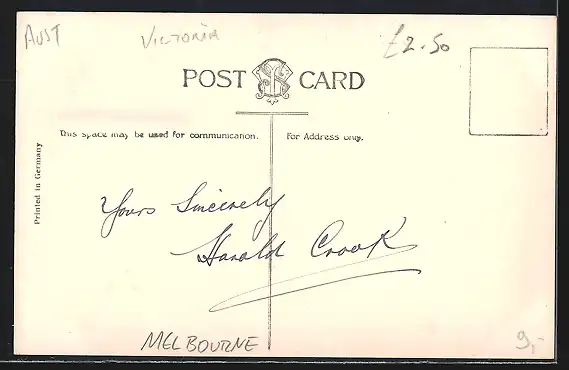 AUST
VICTORIA
£2.50
POST CARD
This space may be used for communication.
For Address only.
Printed in Germany
Yours Sincerely
Harold Crook
MELBOURNE
9,-